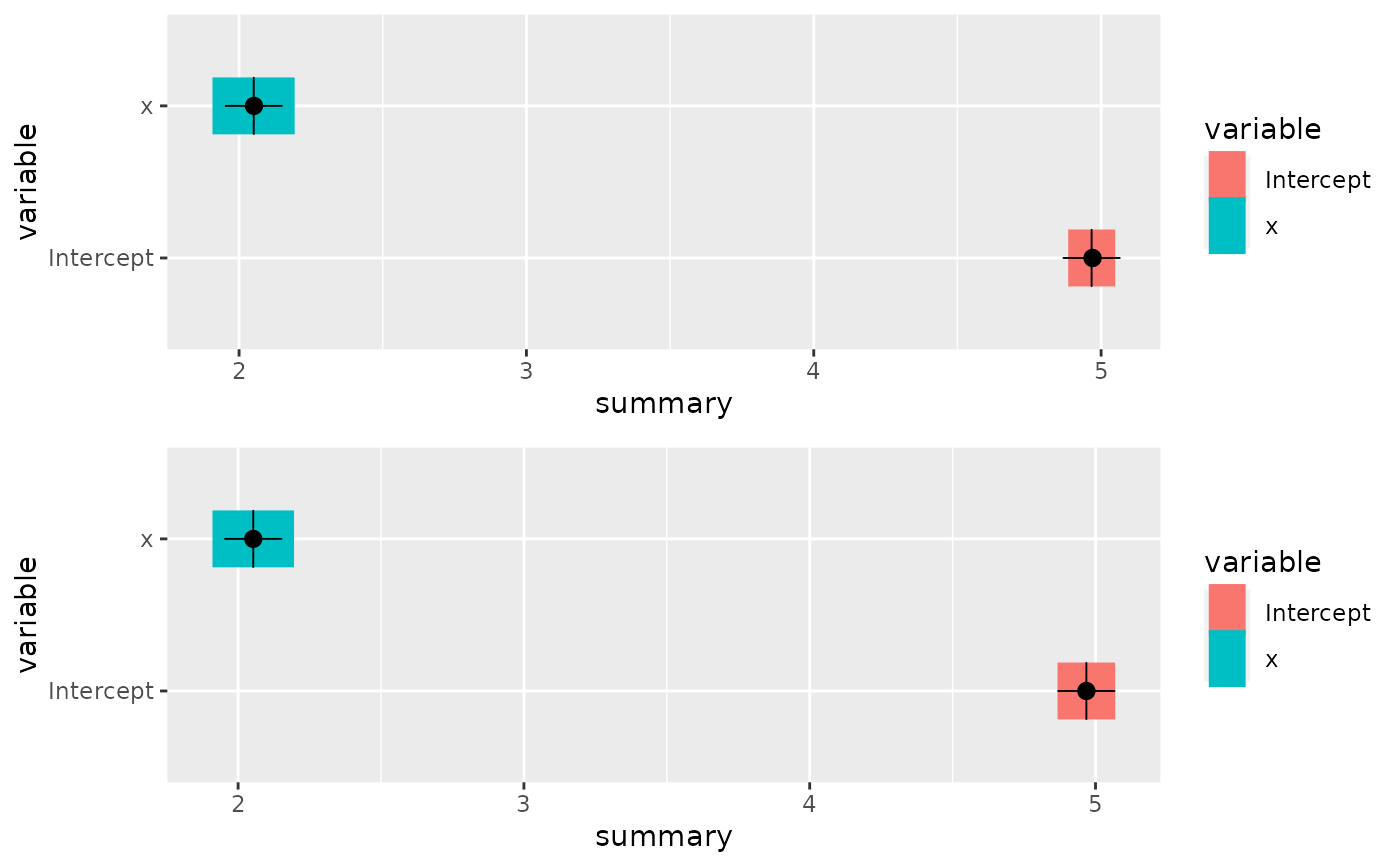 variable
x
Intercept
2 3 4 5
summary
variable
Intercept
x
variable
x
Intercept
2 3 4 5
summary
variable
Intercept
x